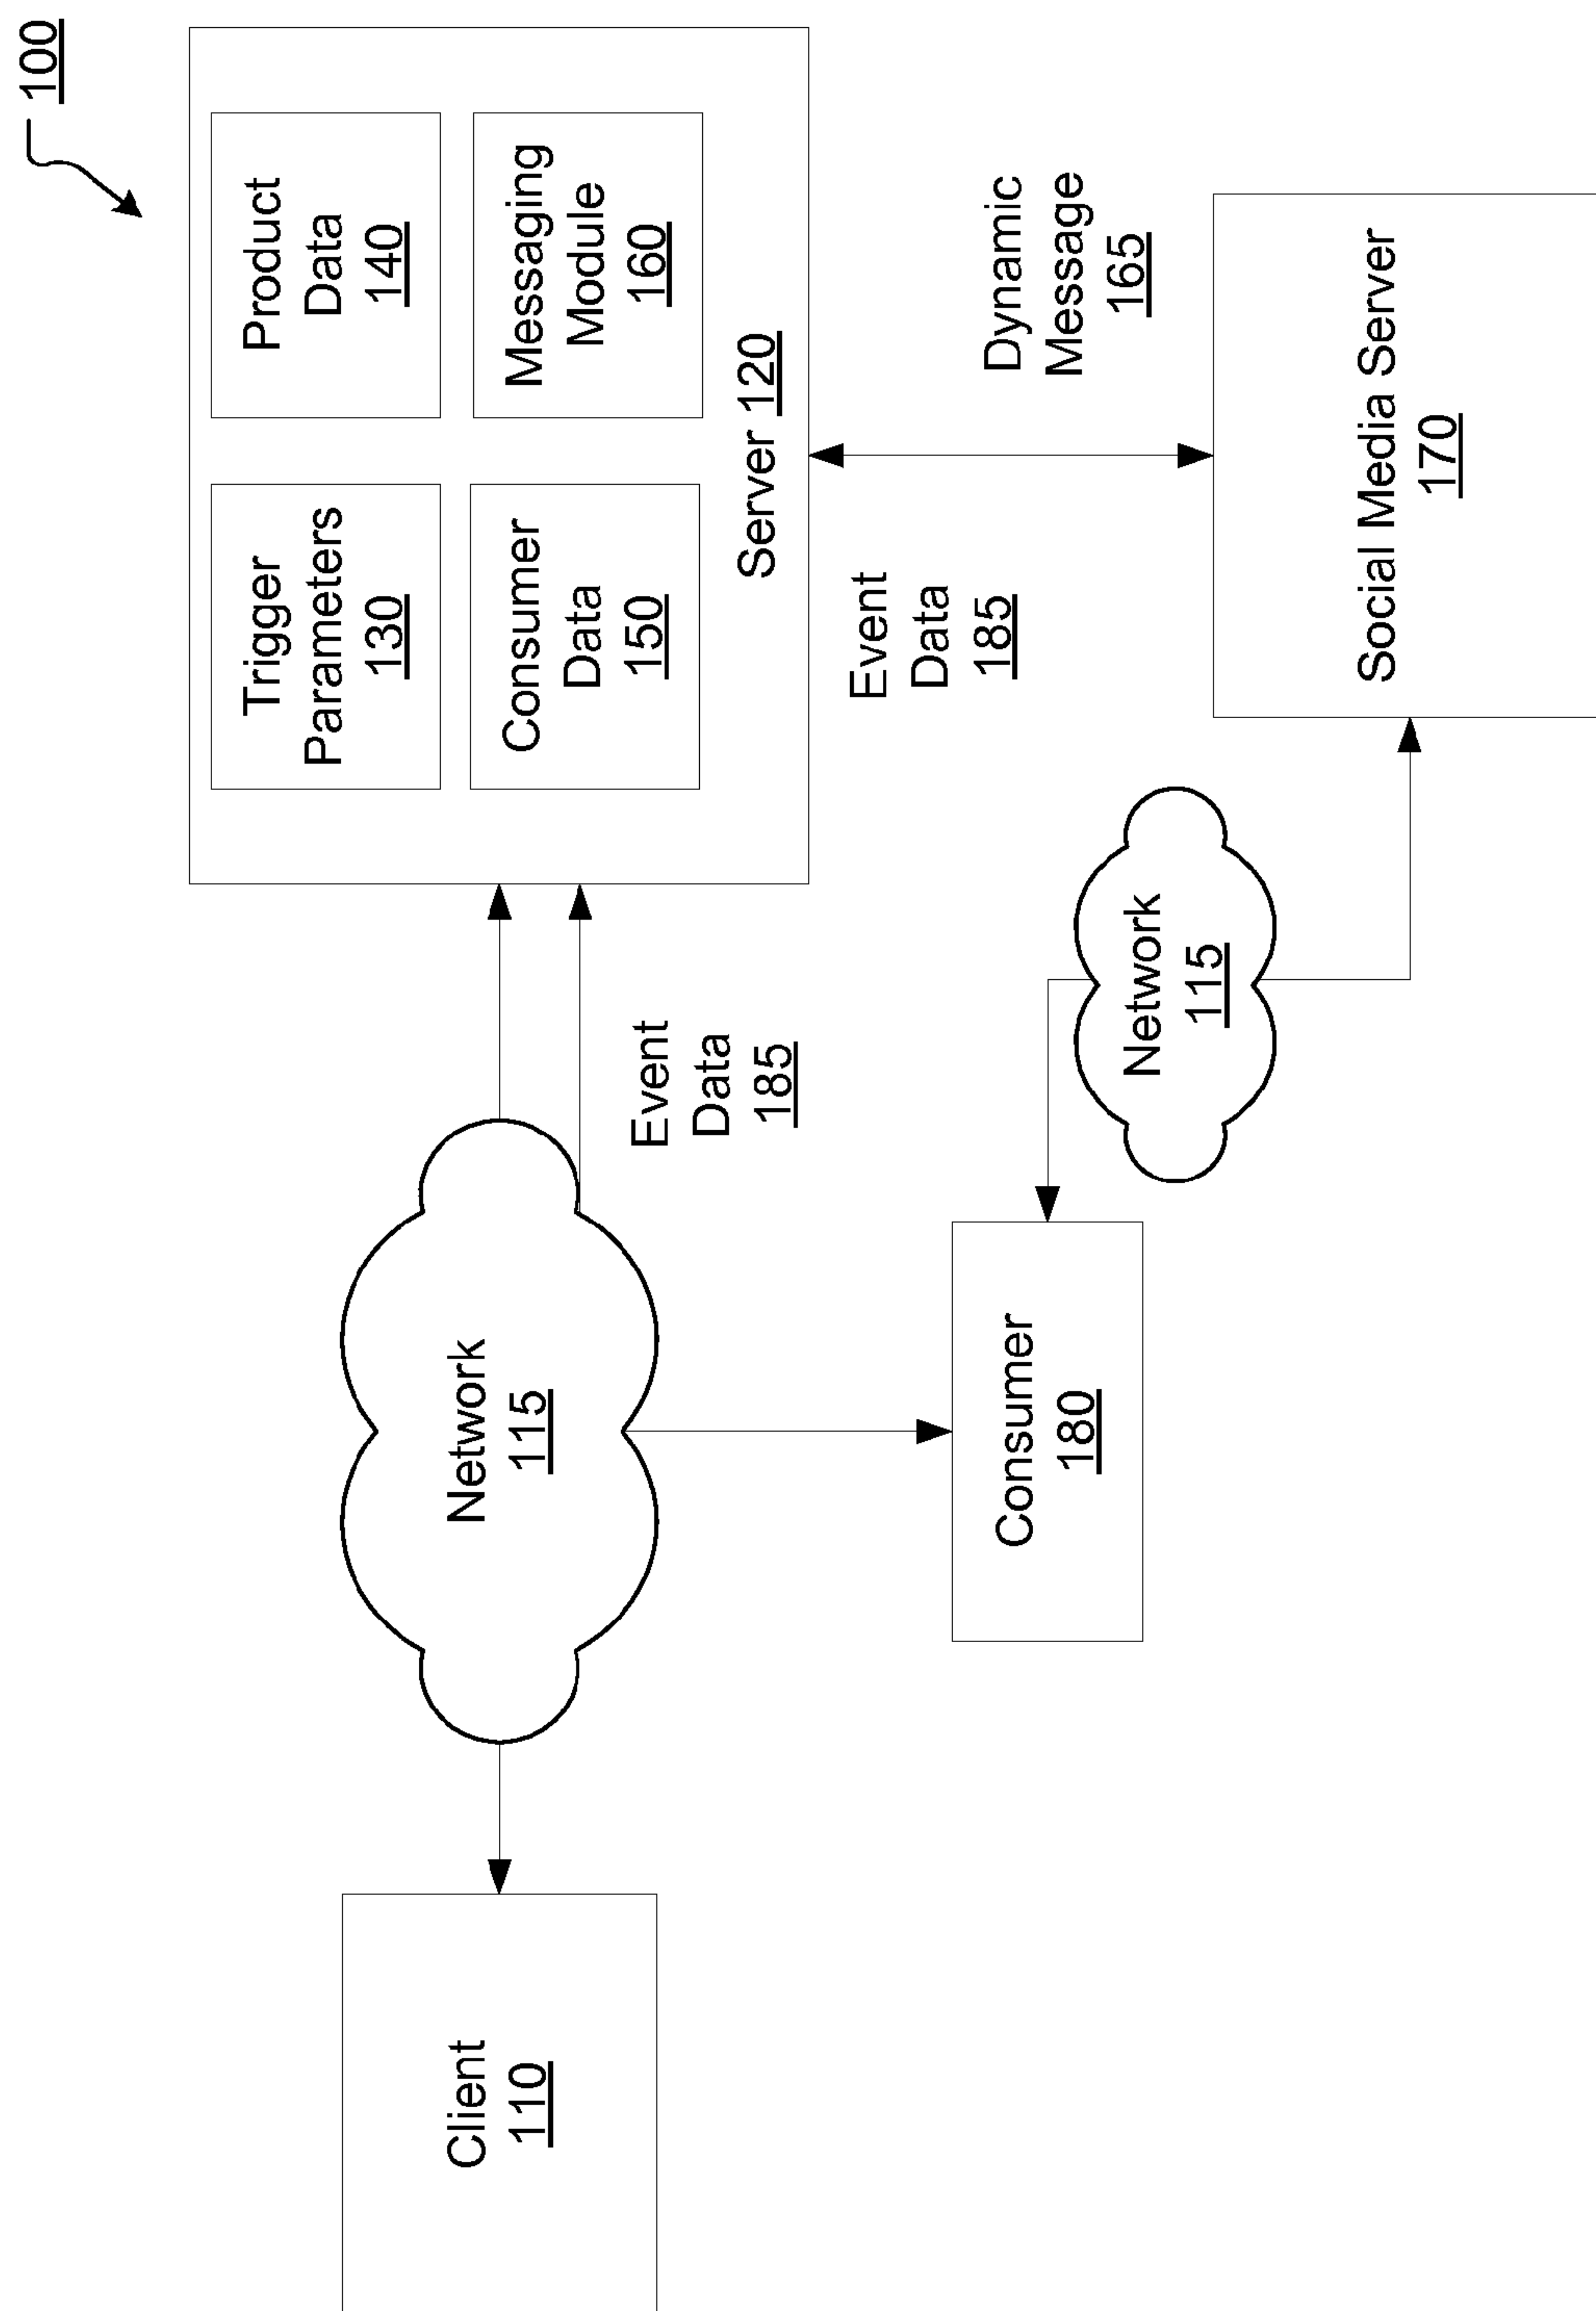 100
Trigger
Parameters
130
Product
Data
140
Consumer
Data
150
Messaging
Module
160
Server 120
Client
110
Network
115
Event
Data
185
Event
Data
185
Dynamic
Message
165
Consumer
180
Network
115
Social Media Server
170